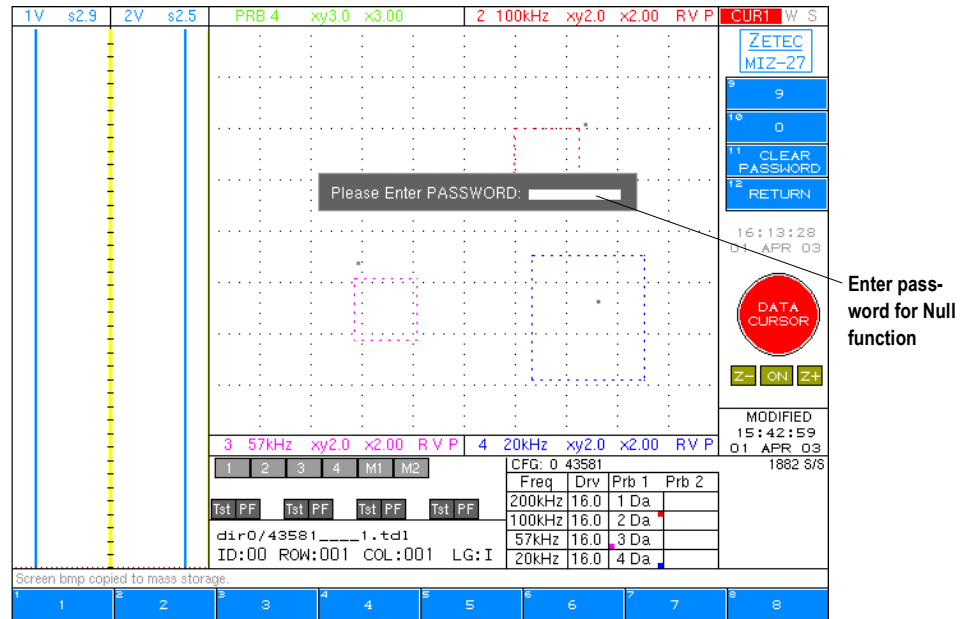 1V s2.9 2V s2.5 PRB 4 xy3.0 x3.00 2 100kHz xy2.0 x2.00 R V P CUR1 W S
ZETEC
MIZ-27
9 9
10 0
11 CLEAR
PASSWORD
12 RETURN
Please Enter PASSWORD:
16:13:28
01 APR 03
Enter pass-
word for Null
function
DATA
CURSOR
Z- ON Z+
MODIFIED
15:42:59
01 APR 03
1882 S/S
3 57kHz xy2.0 x2.00 R V P 4 20kHz xy2.0 x2.00 R V P
1 2 3 4 M1 M2
Tst PF Tst PF Tst PF Tst PF
dir0/43581____1.tdl
ID:00 ROW:001 COL:001 LG:I
CFG: 0 43581
Freq Drv Prb 1 Prb 2
200kHz 16.0 1 Da
100kHz 16.0 2 Da
57kHz 16.0 3 Da
20kHz 16.0 4 Da
Screen bmp copied to mass storage.
1 1 2 2 3 3 4 4 5 5 6 6 7 7 8 8